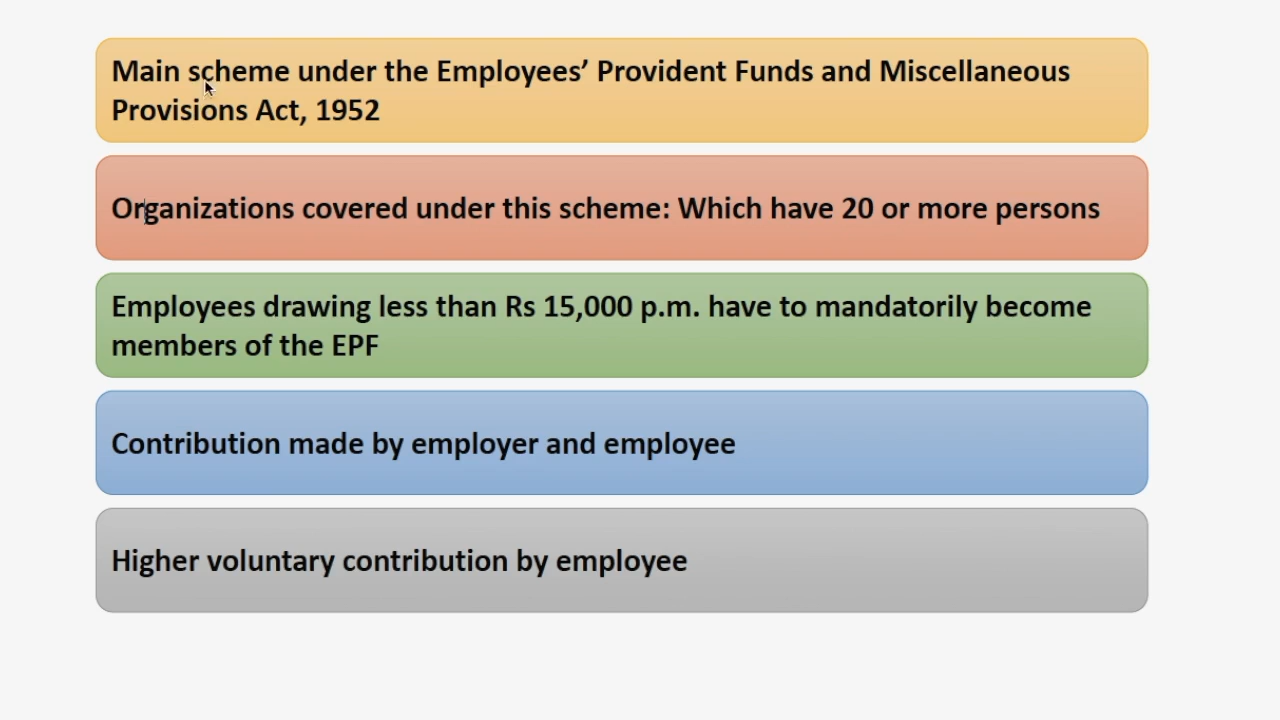 Main scheme under the Employees’ Provident Funds and Miscellaneous
Provisions Act, 1952
Organizations covered under this scheme: Which have 20 or more persons
Employees drawing less than Rs 15,000 p.m. have to mandatorily become
members of the EPF
Contribution made by employer and employee
Higher voluntary contribution by employee